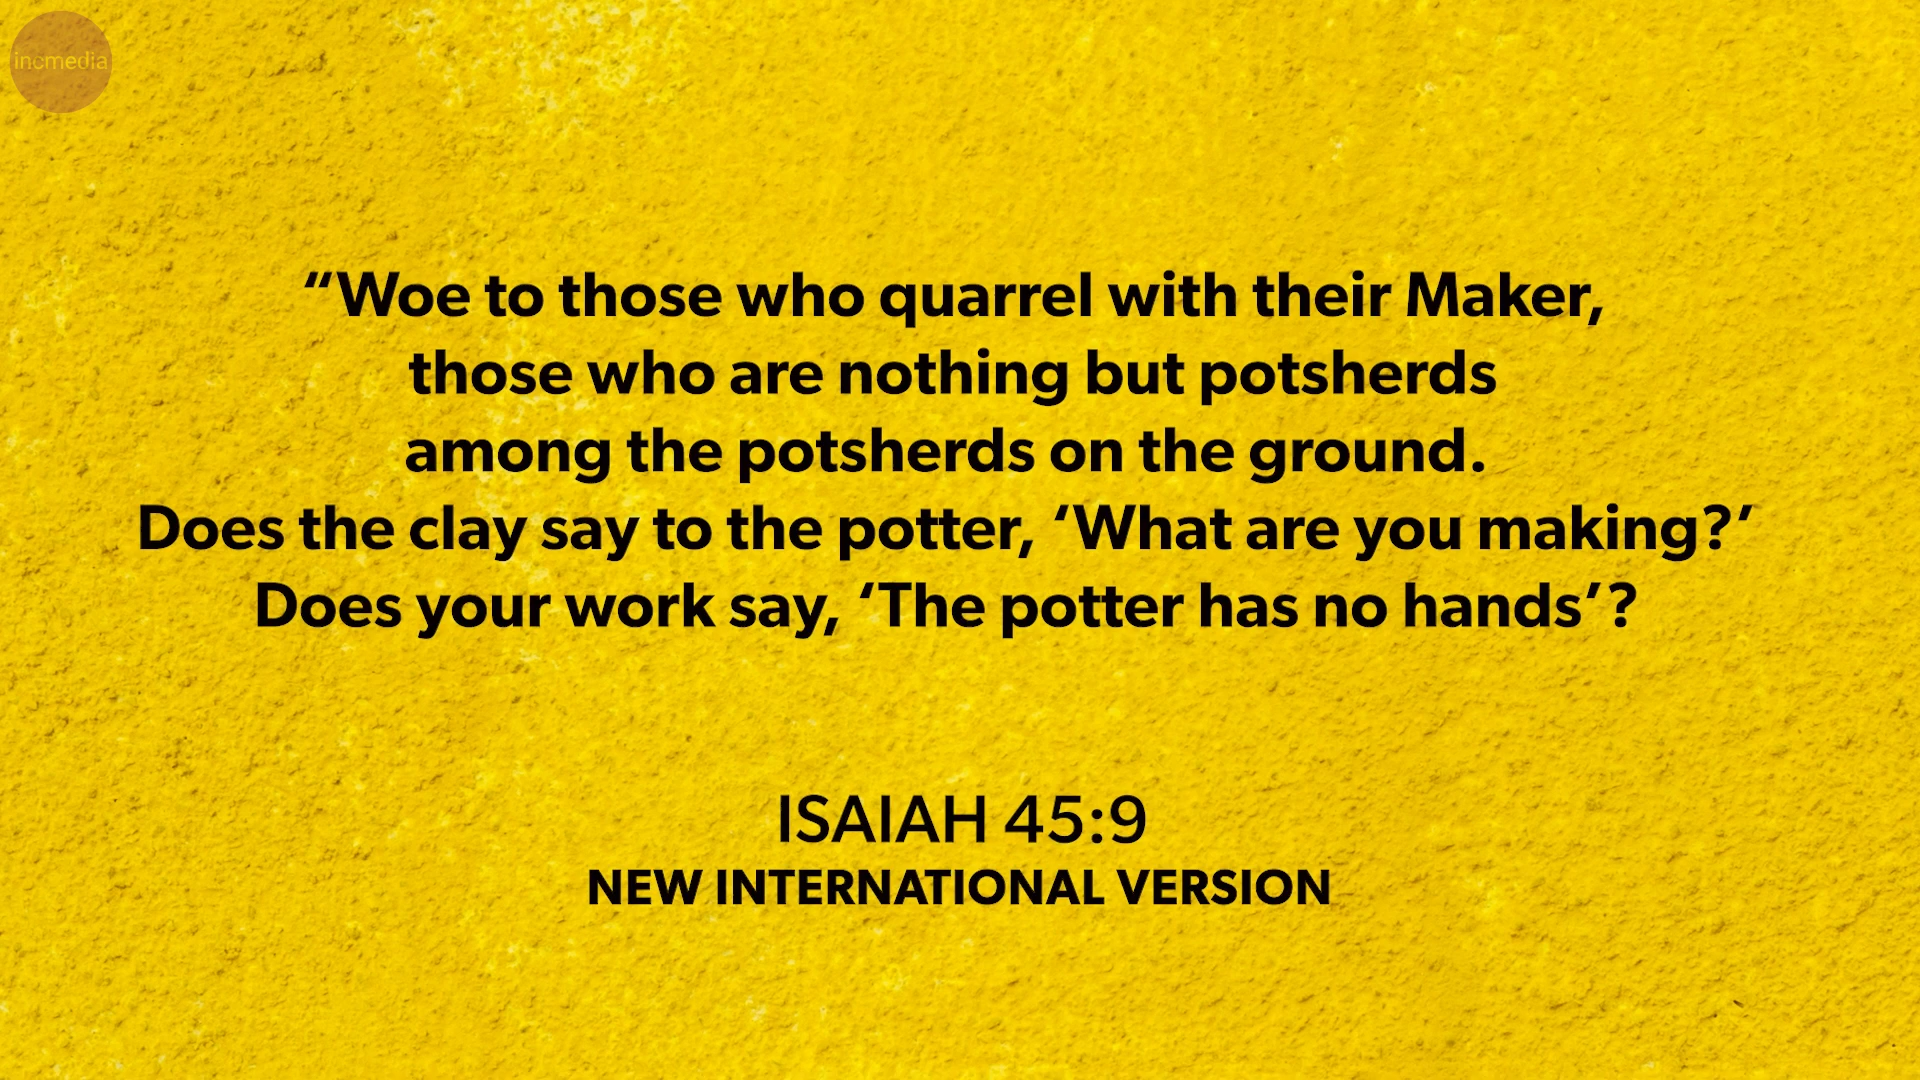 incmedia
“Woe to those who quarrel with their Maker,
those who are nothing but potsherds
among the potsherds on the ground.
Does the clay say to the potter, ‘What are you making?’
Does your work say, ‘The potter has no hands’?
ISAIAH 45:9
NEW INTERNATIONAL VERSION